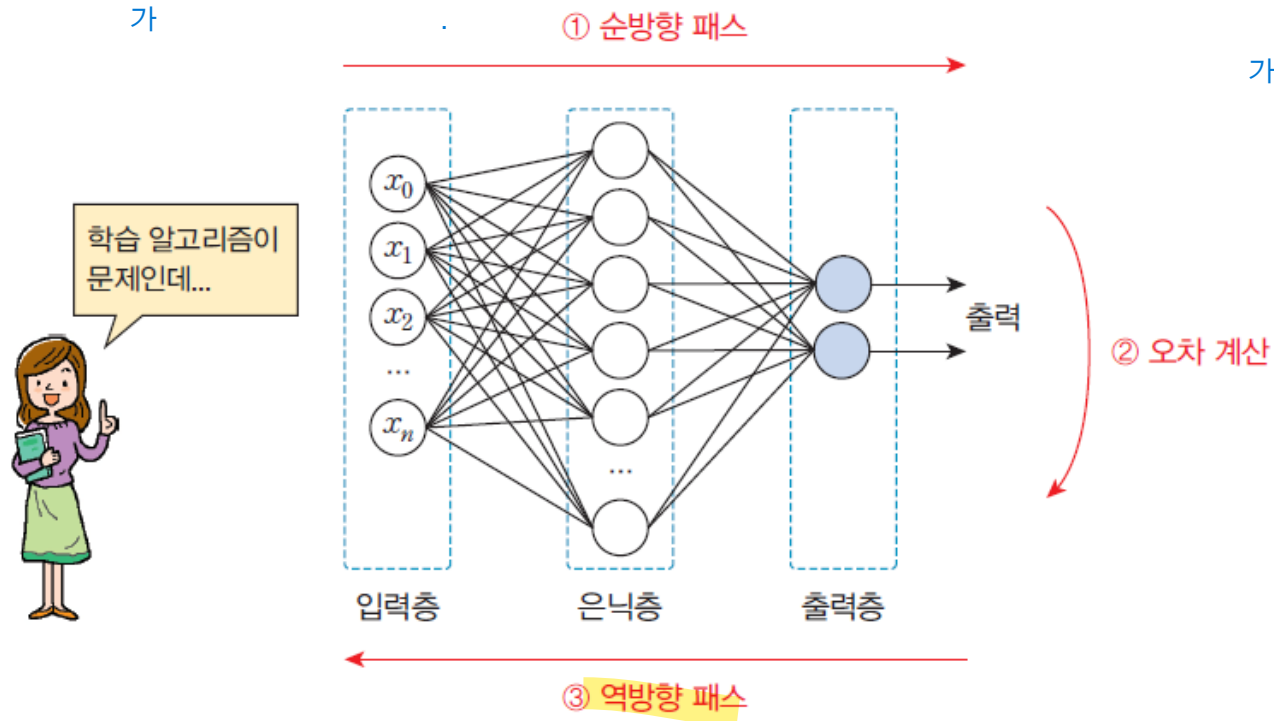 가
.
① 순방향 패스
가
학습 알고리즘이
문제인데...
x₀
x₁
x₂
...
xₙ
...
출력
② 오차 계산
입력층
은닉층
출력층
③ 역방향 패스